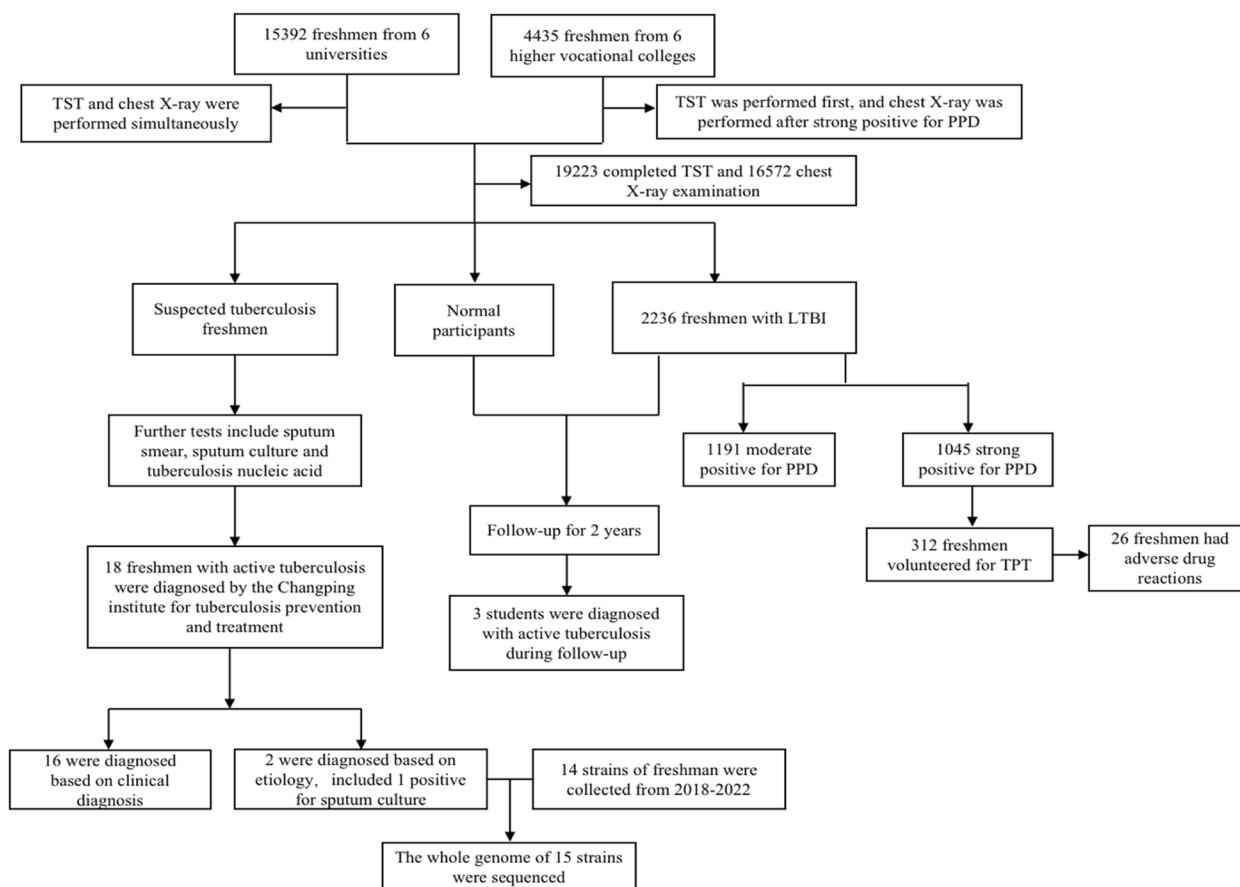 15392 freshmen from 6
universities
4435 freshmen from 6
higher vocational colleges
TST and chest X-ray were
performed simultaneously
TST was performed first, and chest X-ray was
performed after strong positive for PPD
19223 completed TST and 16572 chest
X-ray examination
Suspected tuberculosis
freshmen
Normal
participants
2236 freshmen with LTBI
Further tests include sputum
smear, sputum culture and
tuberculosis nucleic acid
1191 moderate
positive for PPD
1045 strong
positive for PPD
Follow-up for 2 years
312 freshmen
volunteered for TPT
26 freshmen had
adverse drug
reactions
18 freshmen with active tuberculosis
were diagnosed by the Changping
institute for tuberculosis prevention
and treatment
3 students were diagnosed
with active tuberculosis
during follow-up
16 were diagnosed
based on clinical
diagnosis
2 were diagnosed based on
etiology, included 1 positive
for sputum culture
14 strains of freshman were
collected from 2018-2022
The whole genome of 15 strains
were sequenced